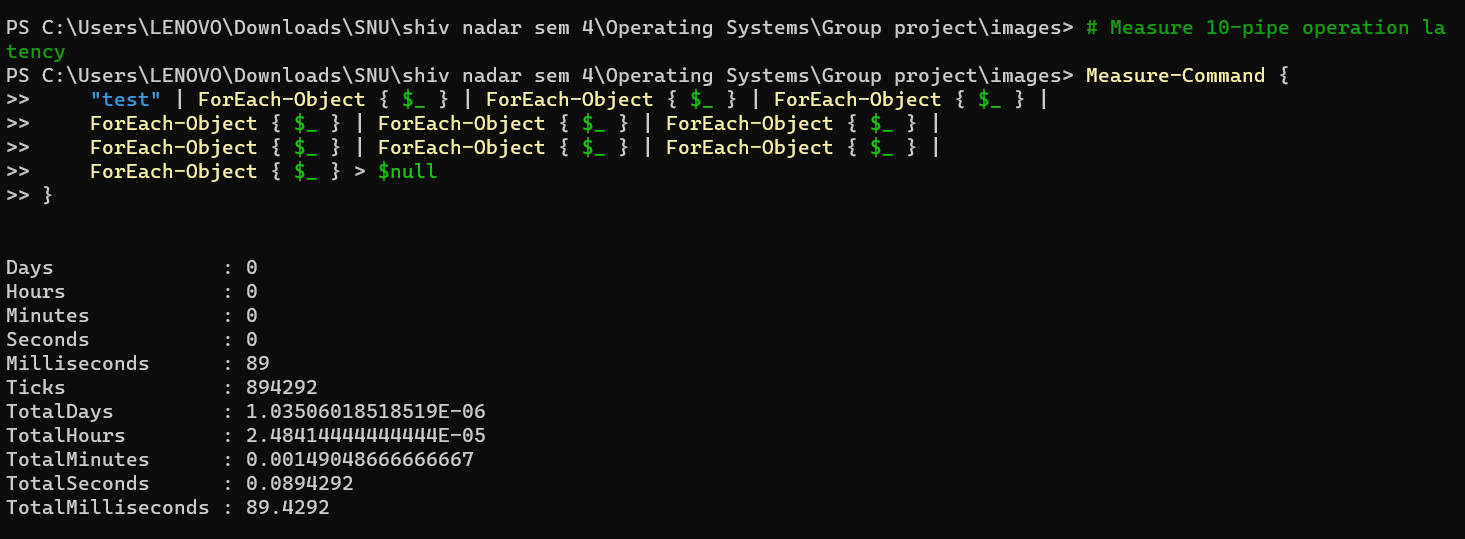 PS C:\Users\LENOVO\Downloads\SNU\shiv nadar sem 4\Operating Systems\Group project\images> # Measure 10-pipe operation la
tency
PS C:\Users\LENOVO\Downloads\SNU\shiv nadar sem 4\Operating Systems\Group project\images> Measure-Command {
>>     "test" | ForEach-Object { $_ } | ForEach-Object { $_ } | ForEach-Object { $_ } |
>>     ForEach-Object { $_ } | ForEach-Object { $_ } | ForEach-Object { $_ } |
>>     ForEach-Object { $_ } | ForEach-Object { $_ } | ForEach-Object { $_ } |
>>     ForEach-Object { $_ } > $null
>> }
Days              : 0
Hours             : 0
Minutes           : 0
Seconds           : 0
Milliseconds      : 89
Ticks             : 894292
TotalDays         : 1.03506018518519E-06
TotalHours        : 2.48414444444444E-05
TotalMinutes      : 0.00149048666666667
TotalSeconds      : 0.0894292
TotalMilliseconds : 89.4292